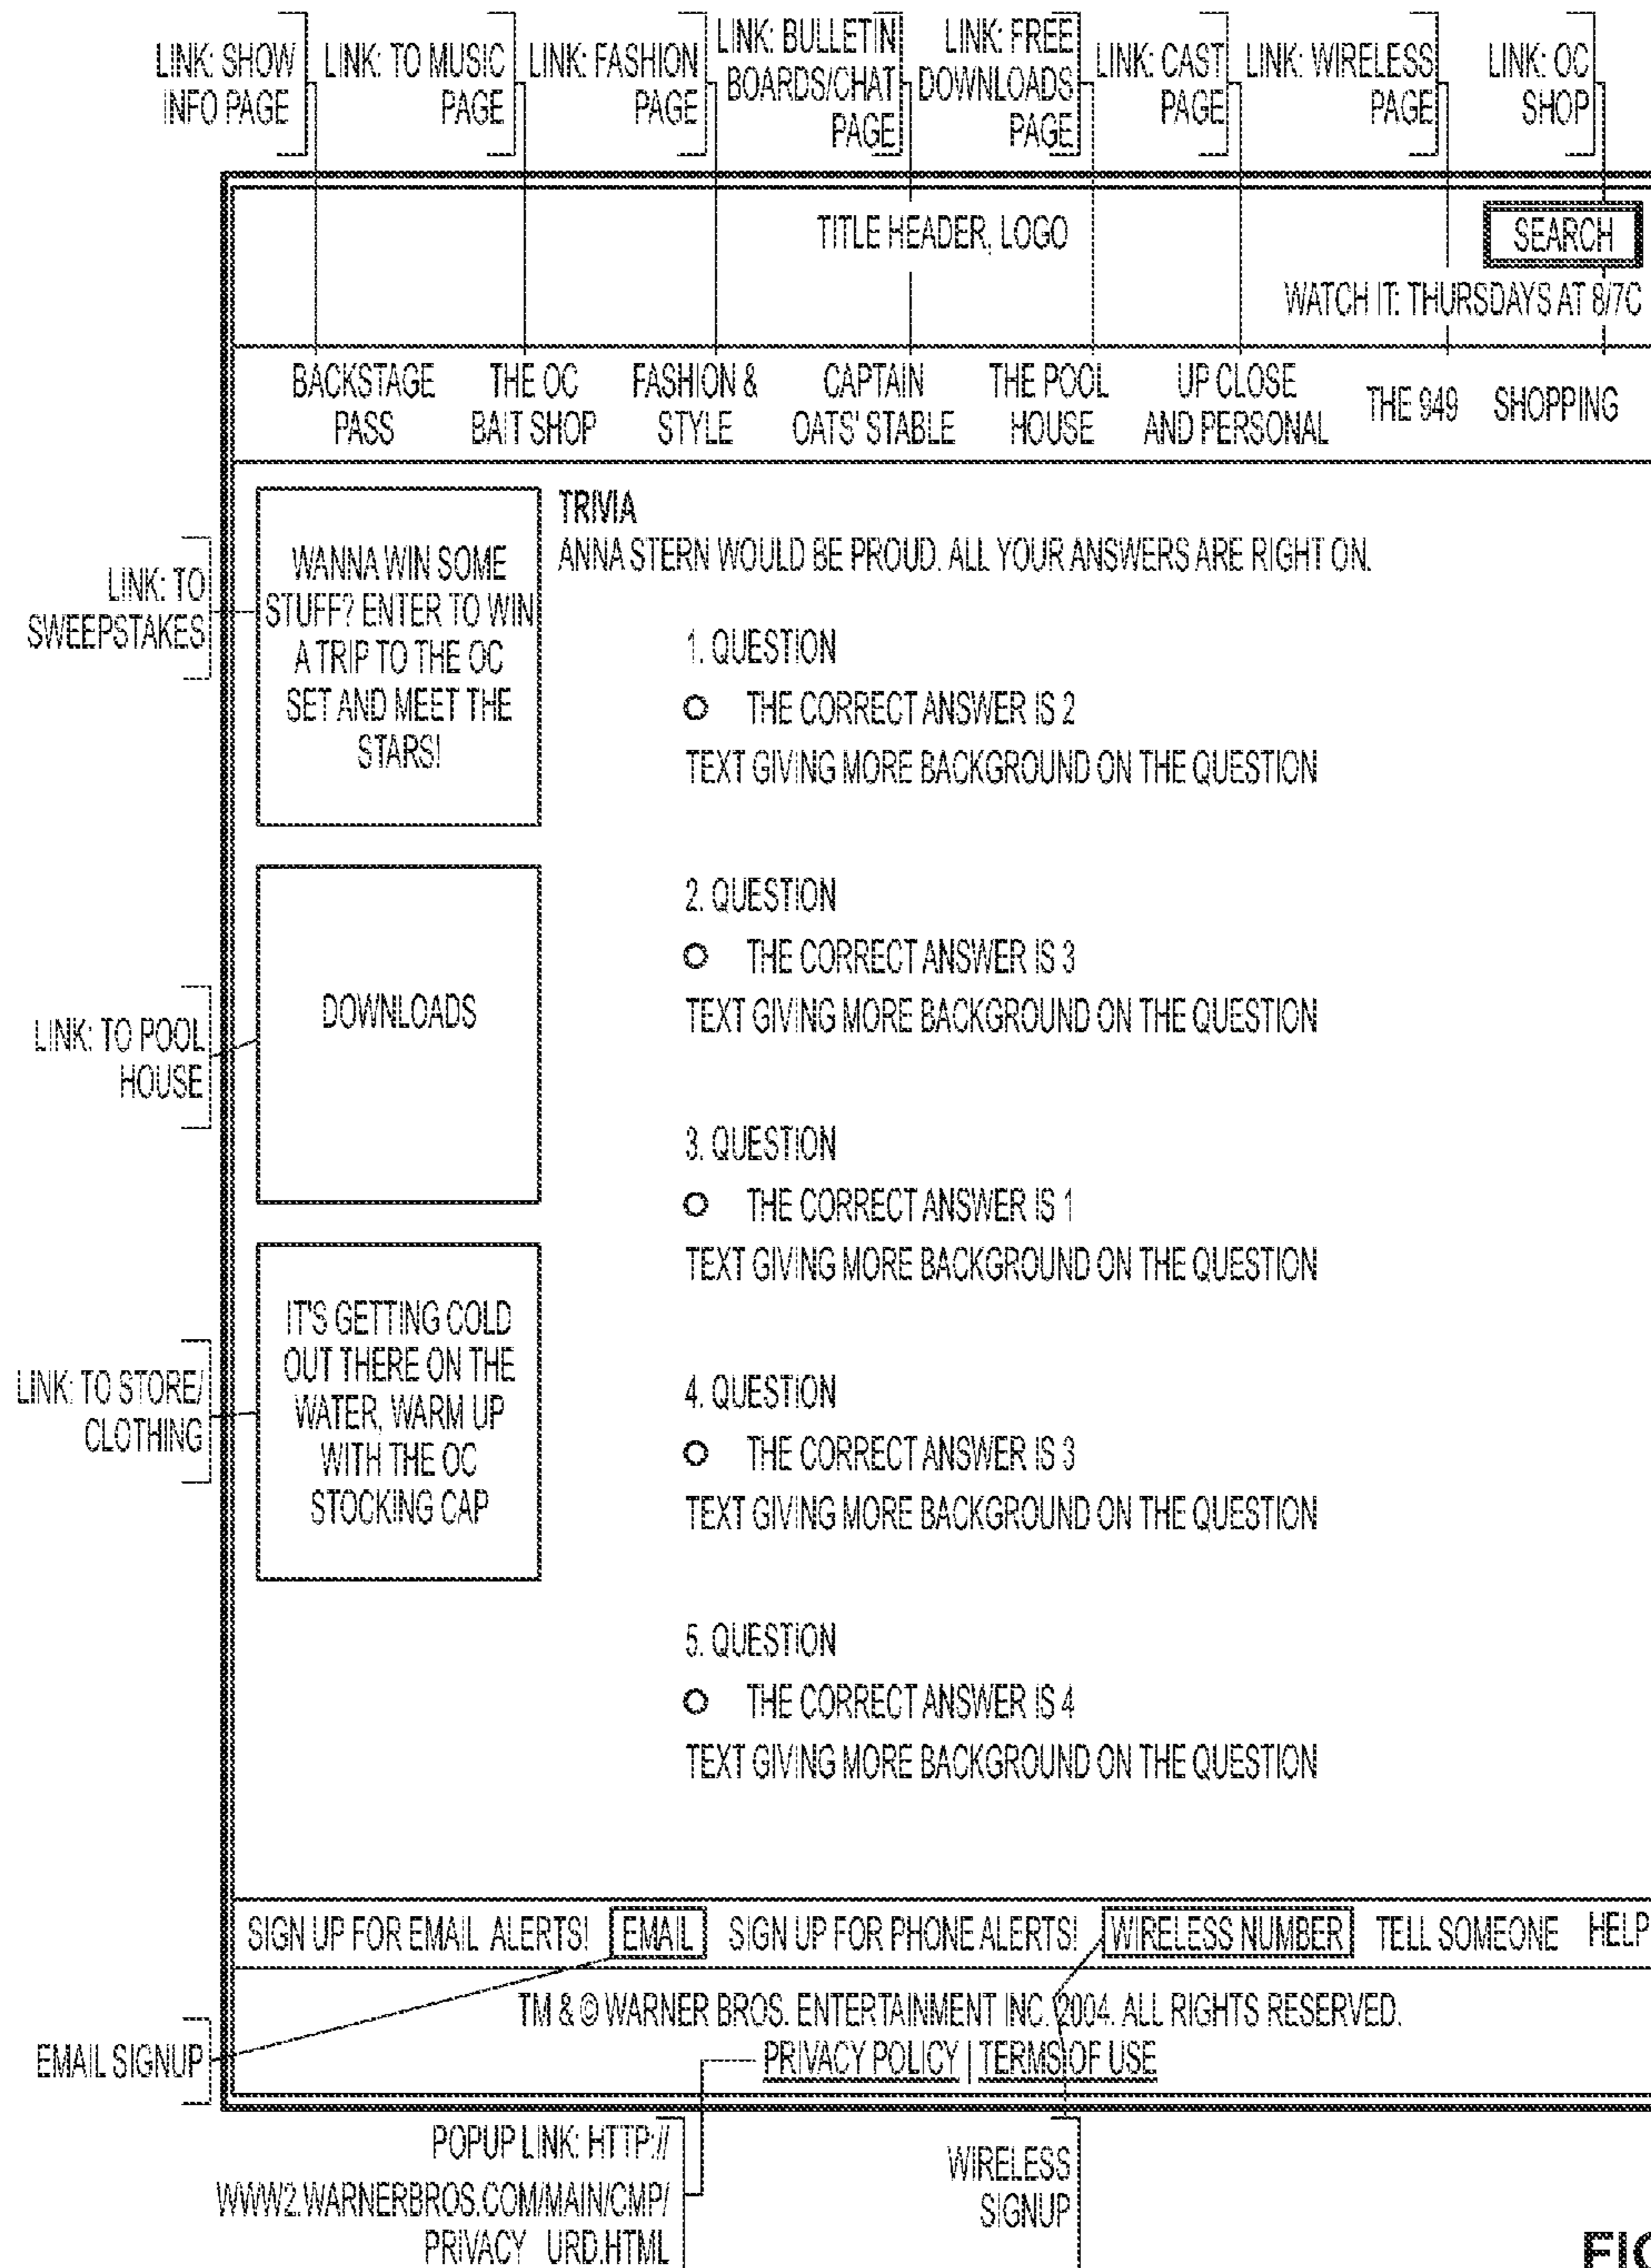 LINK: SHOW
INFO PAGE
LINK: TO MUSIC
PAGE
LINK: FASHION
PAGE
LINK: BULLETIN
BOARDS/CHAT
PAGE
LINK: FREE
DOWNLOADS
PAGE
LINK: CAST
PAGE
LINK: WIRELESS
PAGE
LINK: OC
SHOP
TITLE HEADER, LOGO
SEARCH
WATCH IT: THURSDAYS AT 8/7C
BACKSTAGE
PASS
THE OC
BAIT SHOP
FASHION &
STYLE
CAPTAIN
OATS' STABLE
THE POOL
HOUSE
UP CLOSE
AND PERSONAL
THE 949
SHOPPING
LINK: TO
SWEEPSTAKES
WANNA WIN SOME
STUFF? ENTER TO WIN
A TRIP TO THE OC
SET AND MEET THE
STARS!
LINK: TO POOL
HOUSE
DOWNLOADS
LINK: TO STORE/
CLOTHING
IT'S GETTING COLD
OUT THERE ON THE
WATER, WARM UP
WITH THE OC
STOCKING CAP
TRIVIA
ANNA STERN WOULD BE PROUD. ALL YOUR ANSWERS ARE RIGHT ON.
1. QUESTION
THE CORRECT ANSWER IS 2
TEXT GIVING MORE BACKGROUND ON THE QUESTION
2. QUESTION
THE CORRECT ANSWER IS 3
TEXT GIVING MORE BACKGROUND ON THE QUESTION
3. QUESTION
THE CORRECT ANSWER IS 1
TEXT GIVING MORE BACKGROUND ON THE QUESTION
4. QUESTION
THE CORRECT ANSWER IS 3
TEXT GIVING MORE BACKGROUND ON THE QUESTION
5. QUESTION
THE CORRECT ANSWER IS 4
TEXT GIVING MORE BACKGROUND ON THE QUESTION
SIGN UP FOR EMAIL ALERTS! EMAIL SIGN UP FOR PHONE ALERTS! WIRELESS NUMBER TELL SOMEONE HELP
TM & © WARNER BROS. ENTERTAINMENT INC. 2004. ALL RIGHTS RESERVED.
PRIVACY POLICY | TERMS OF USE
EMAIL SIGNUP
POPUP LINK: HTTP://
WWW2.WARNERBROS.COM/MAIN/CMP/
PRIVACY_URD.HTML
WIRELESS
SIGNUP